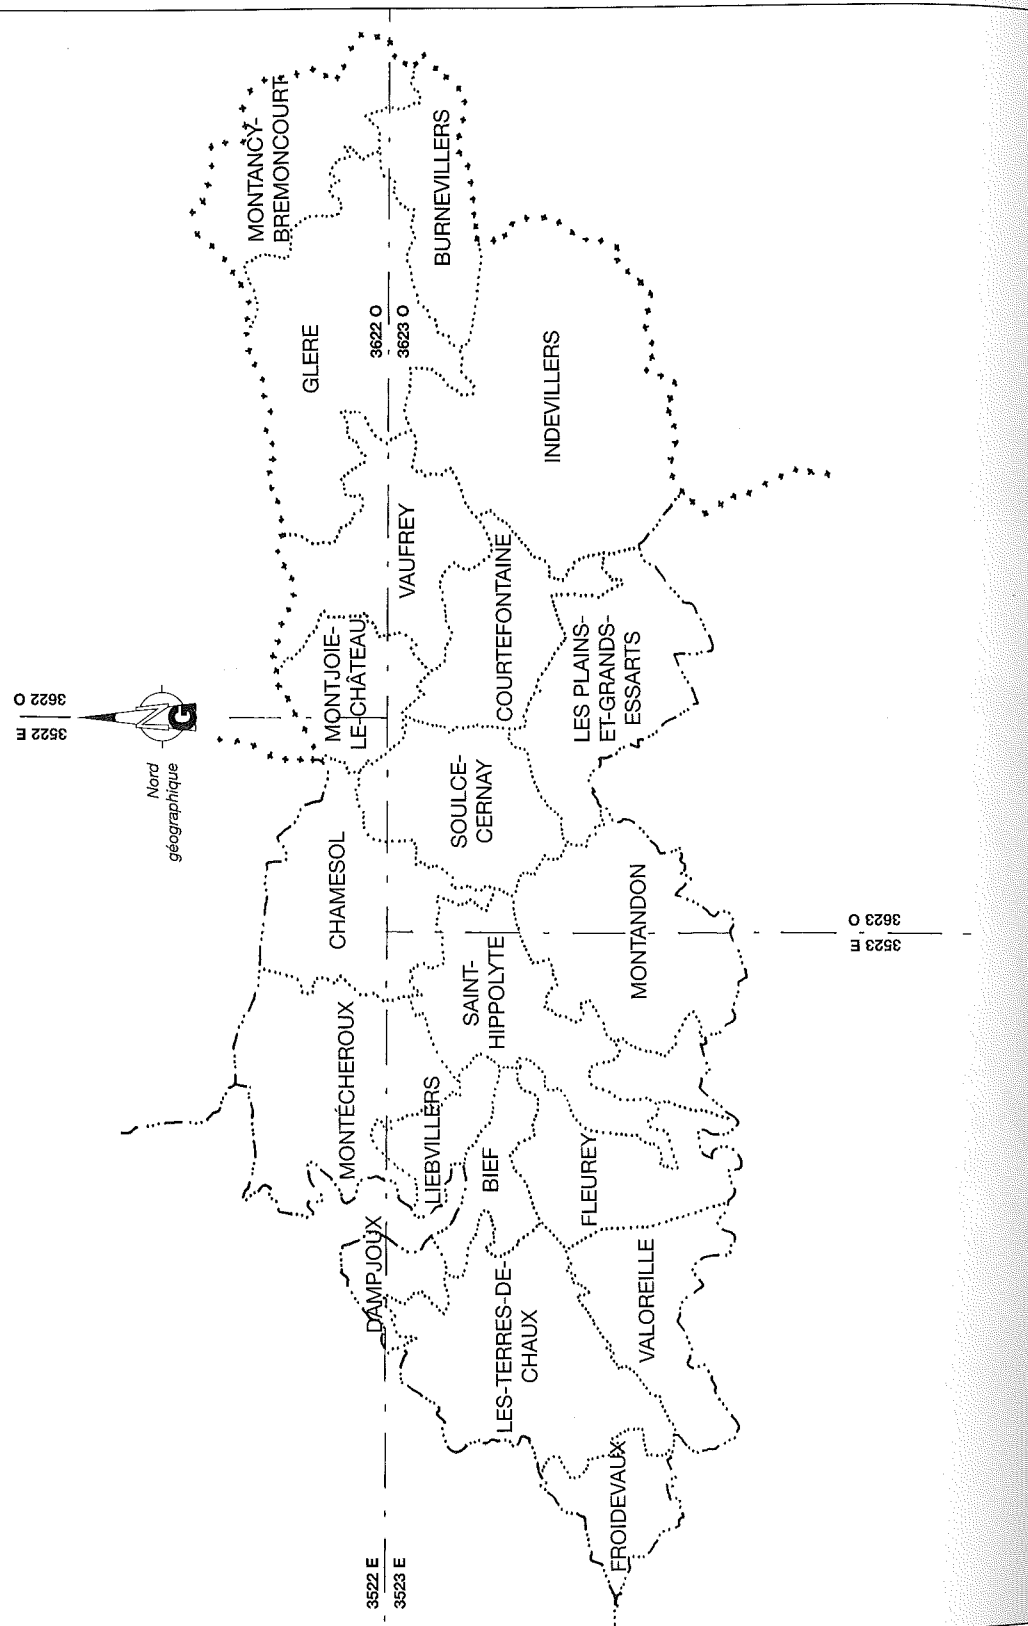 3522 E
3622 O
Nord
géographique
N
G
MONTANCY-
BREMONCOURT
GLERE
3622 O
3623 O
BURNEVILLERS
INDEVILLERS
VAUFREY
MONTJOIE-
LE-CHÂTEAU
COURTEFONTAINE
LES PLAINS-
ET-GRANDS-
ESSARTS
CHAMESOL
SOULCE-
CERNAY
SAINT-
HIPPOLYTE
MONTANDON
MONTÉCHEROUX
LIEBVILLERS
BIEF
FLEUREY
DAMPJOUX
LES-TERRES-DE-
CHAUX
VALOREILLE
FROIDEVAUX
3522 E
3523 E
3523 E
3623 O